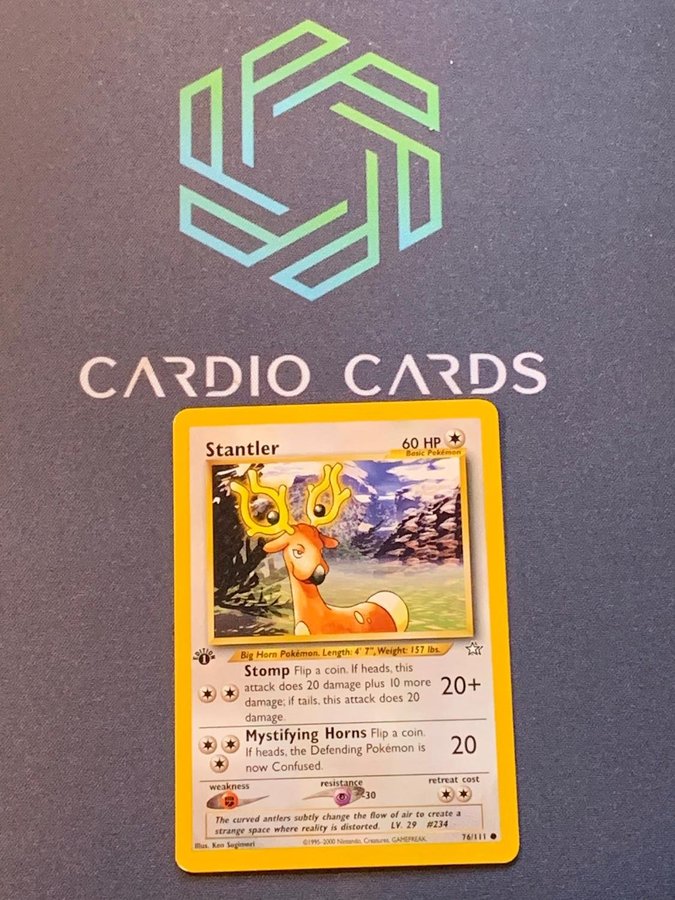 CARDIO CARDS
Stantler
60 HP
Basic Pokémon
Big Horn Pokémon. Length: 4' 7", Weight: 157 lbs.
EDITION
1
Stomp Flip a coin. If heads, this
attack does 20 damage plus 10 more
damage; if tails, this attack does 20
damage.
20+
Mystifying Horns Flip a coin.
If heads, the Defending Pokémon is
now Confused.
20
weakness
resistance
-30
retreat cost
The curved antlers subtly change the flow of air to create a
strange space where reality is distorted. LV. 29 #234
Illus. Ken Sugimori
©1995-2000 Nintendo, Creatures, GAMEFREAK.
76/111